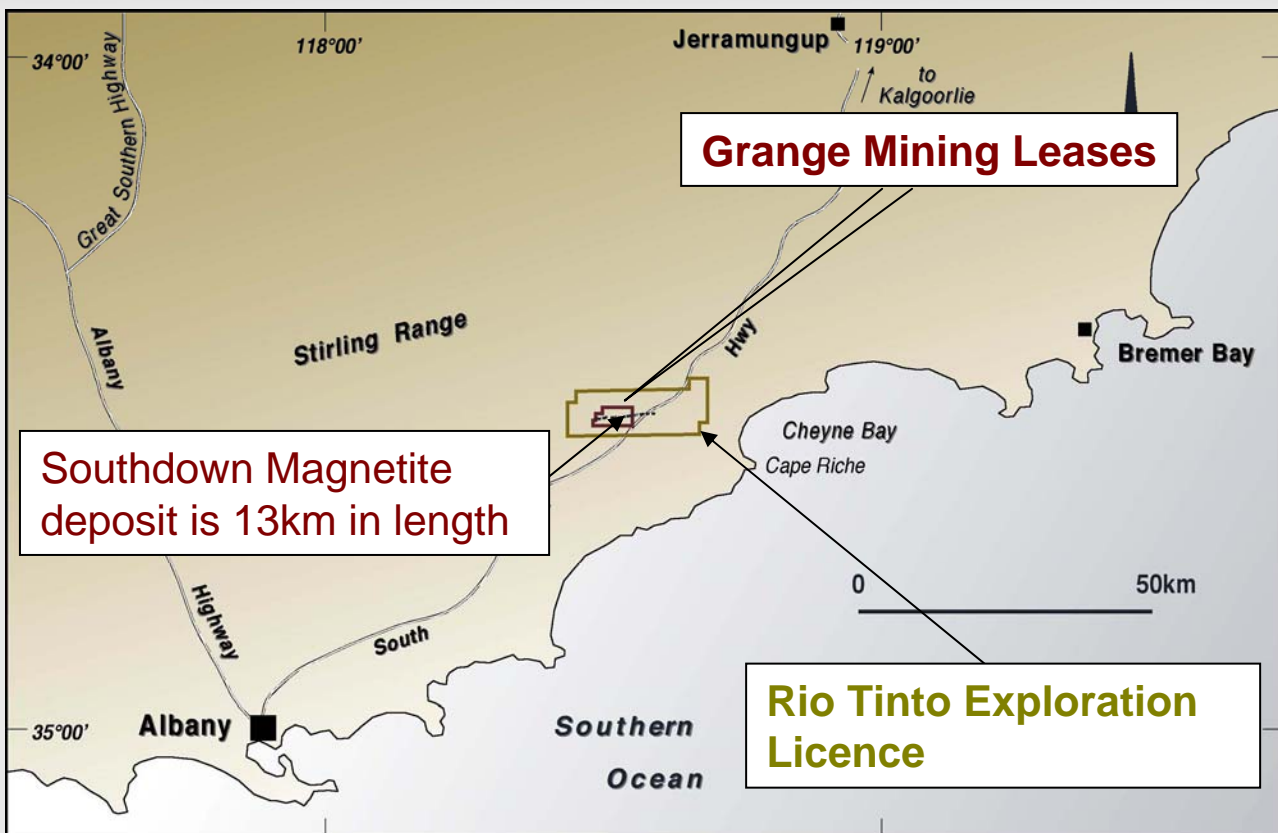 118°00'
Jerramungup
119°00'
34°00'
to
Kalgoorlie
Great Southern Highway
Grange Mining Leases
Albany
Stirling Range
Hwy
Bremer Bay
Cheyne Bay
Cape Riche
Southdown Magnetite
deposit is 13km in length
0
50km
Highway
South
Rio Tinto Exploration
Licence
35°00'
Albany
Southern
Ocean